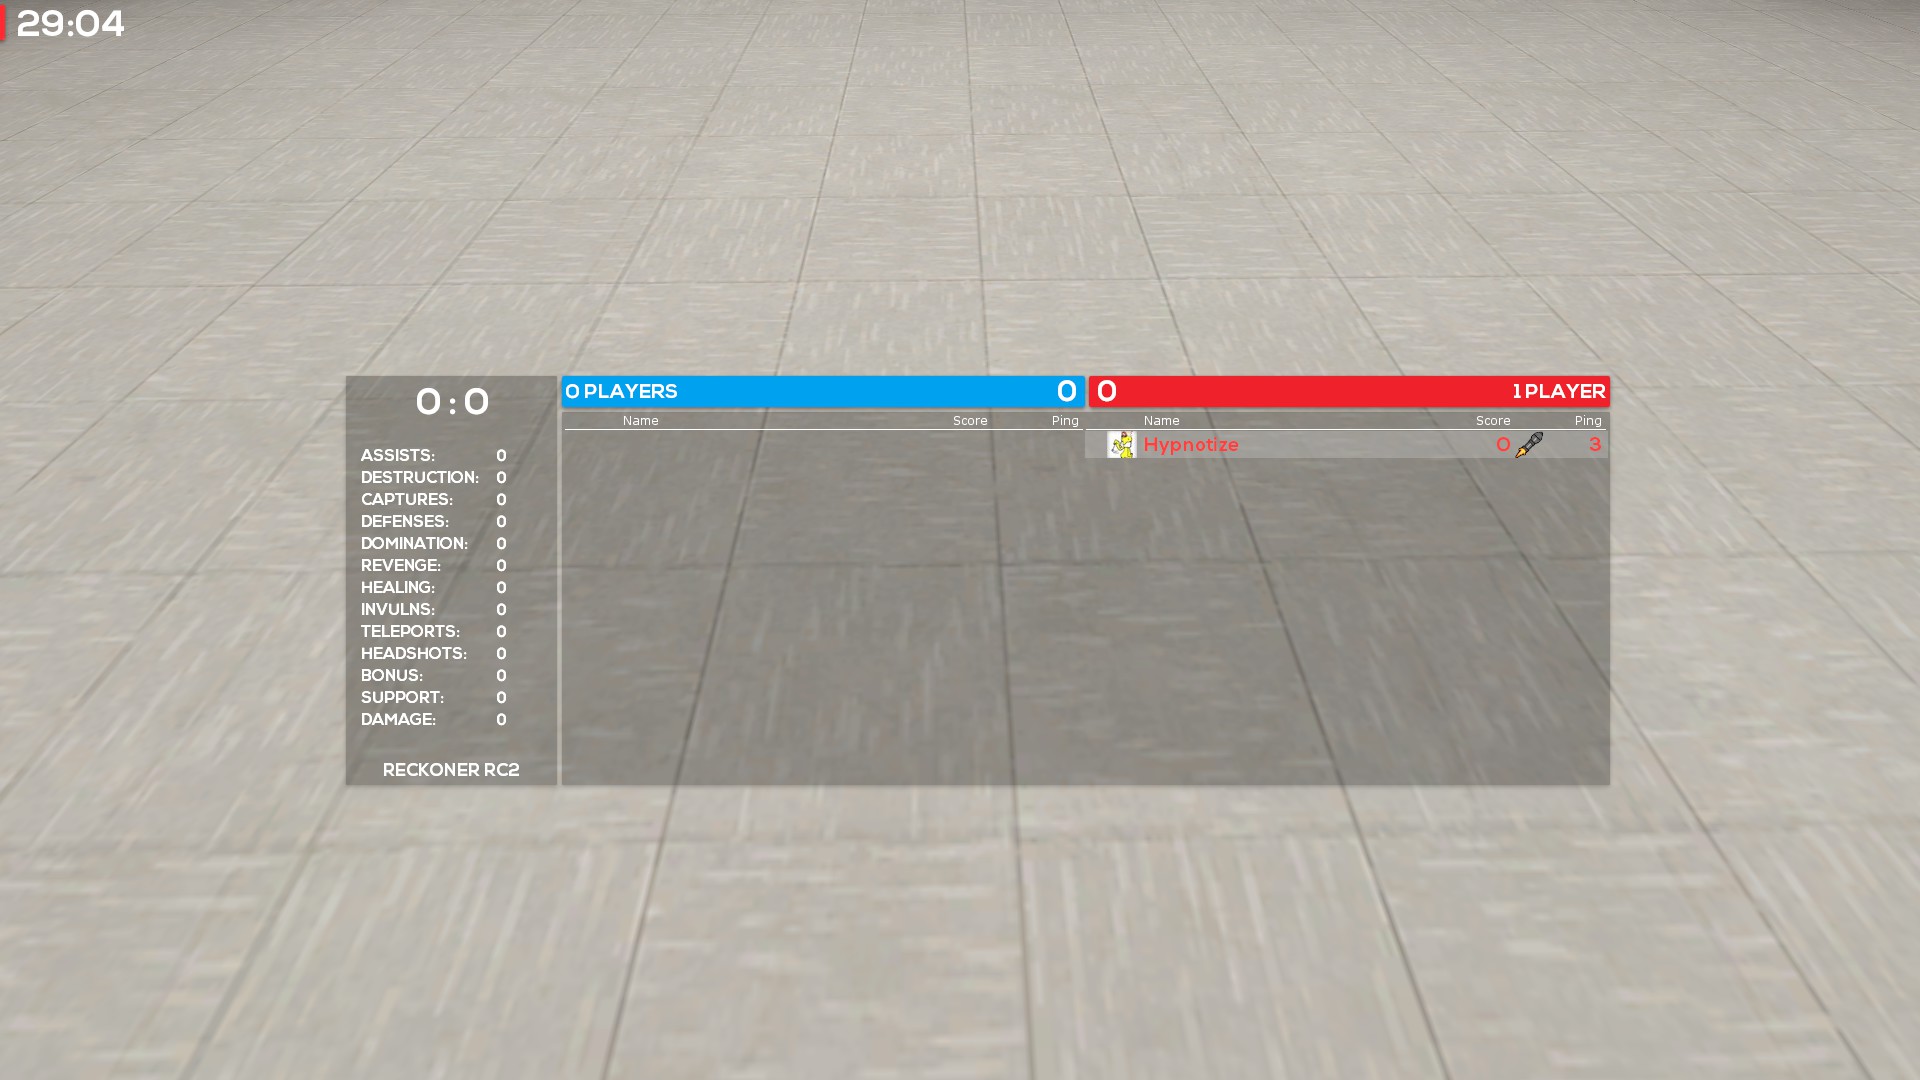 29:04
0 : 0
ASSISTS: 0
DESTRUCTION: 0
CAPTURES: 0
DEFENSES: 0
DOMINATION: 0
REVENGE: 0
HEALING: 0
INVULNS: 0
TELEPORTS: 0
HEADSHOTS: 0
BONUS: 0
SUPPORT: 0
DAMAGE: 0
RECKONER RC2
0 PLAYERS 0
Name Score Ping
0 1 PLAYER
Name Score Ping
Hypnotize 0 3